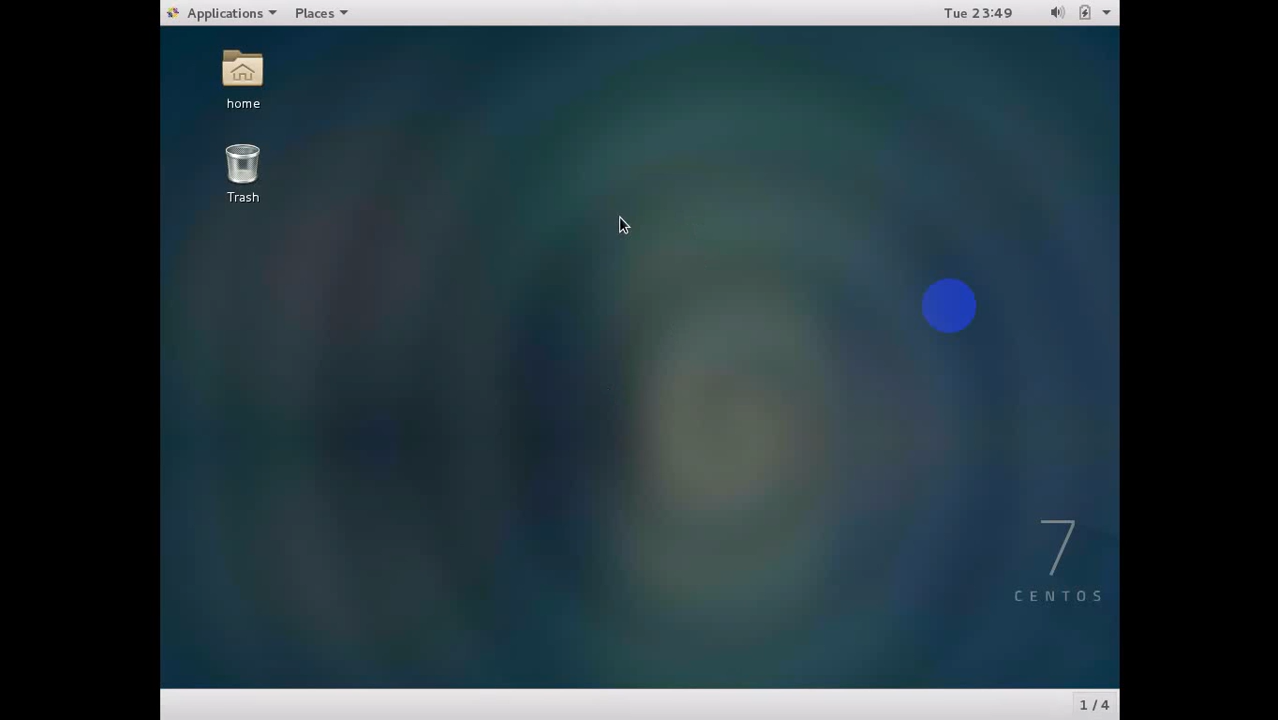 Applications Places Tue 23:49
home
Trash
7
CENTOS
1 / 4